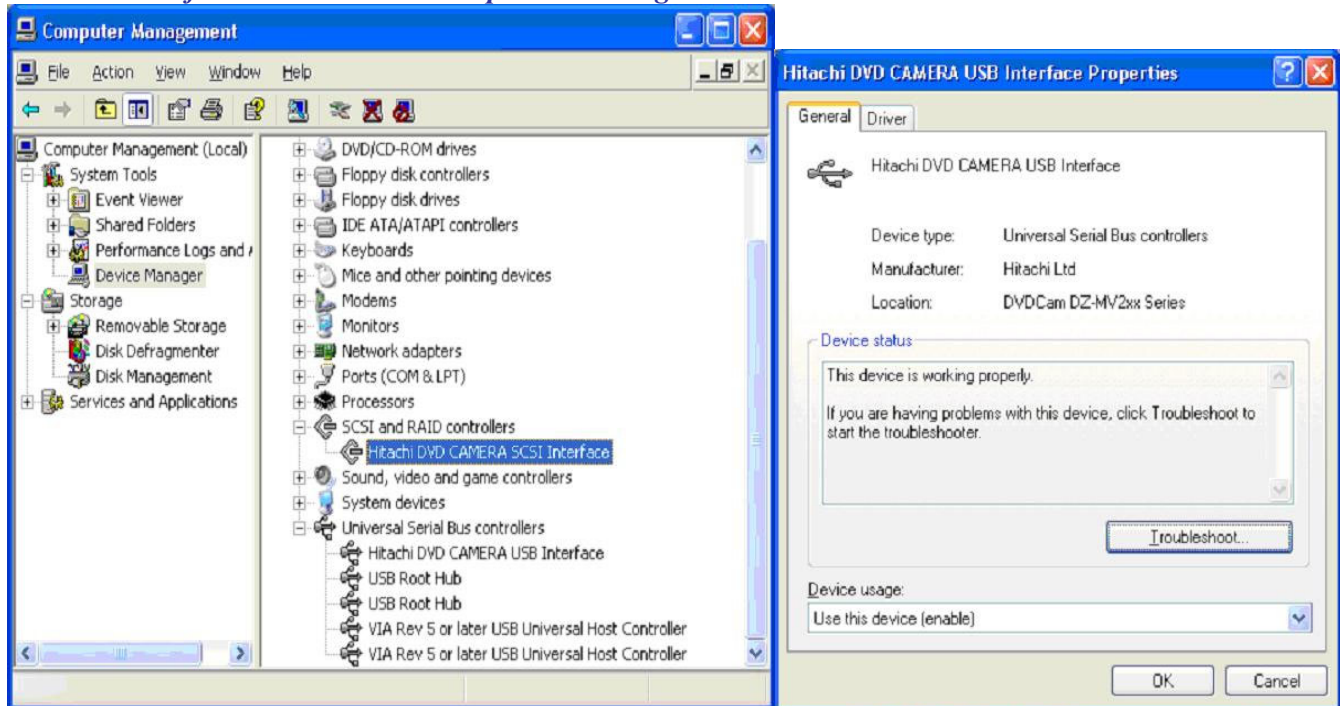 Computer Management
File Action View Window Help
Computer Management (Local)
System Tools
Event Viewer
Shared Folders
Performance Logs and
Device Manager
Storage
Removable Storage
Disk Defragmenter
Disk Management
Services and Applications
DVD/CD-ROM drives
Floppy disk controllers
Floppy disk drives
IDE ATA/ATAPI controllers
Keyboards
Mice and other pointing devices
Modems
Monitors
Network adapters
Ports (COM & LPT)
Processors
SCSI and RAID controllers
Hitachi DVD CAMERA SCSI Interface
Sound, video and game controllers
System devices
Universal Serial Bus controllers
Hitachi DVD CAMERA USB Interface
USB Root Hub
USB Root Hub
VIA Rev 5 or later USB Universal Host Controller
VIA Rev 5 or later USB Universal Host Controller
Hitachi DVD CAMERA USB Interface Properties
General Driver
Hitachi DVD CAMERA USB Interface
Device type: Universal Serial Bus controllers
Manufacturer: Hitachi Ltd
Location: DVDCam DZ-MV2xx Series
Device status
This device is working properly.
If you are having problems with this device, click Troubleshoot to
start the troubleshooter.
Troubleshoot...
Device usage:
Use this device (enable)
OK Cancel